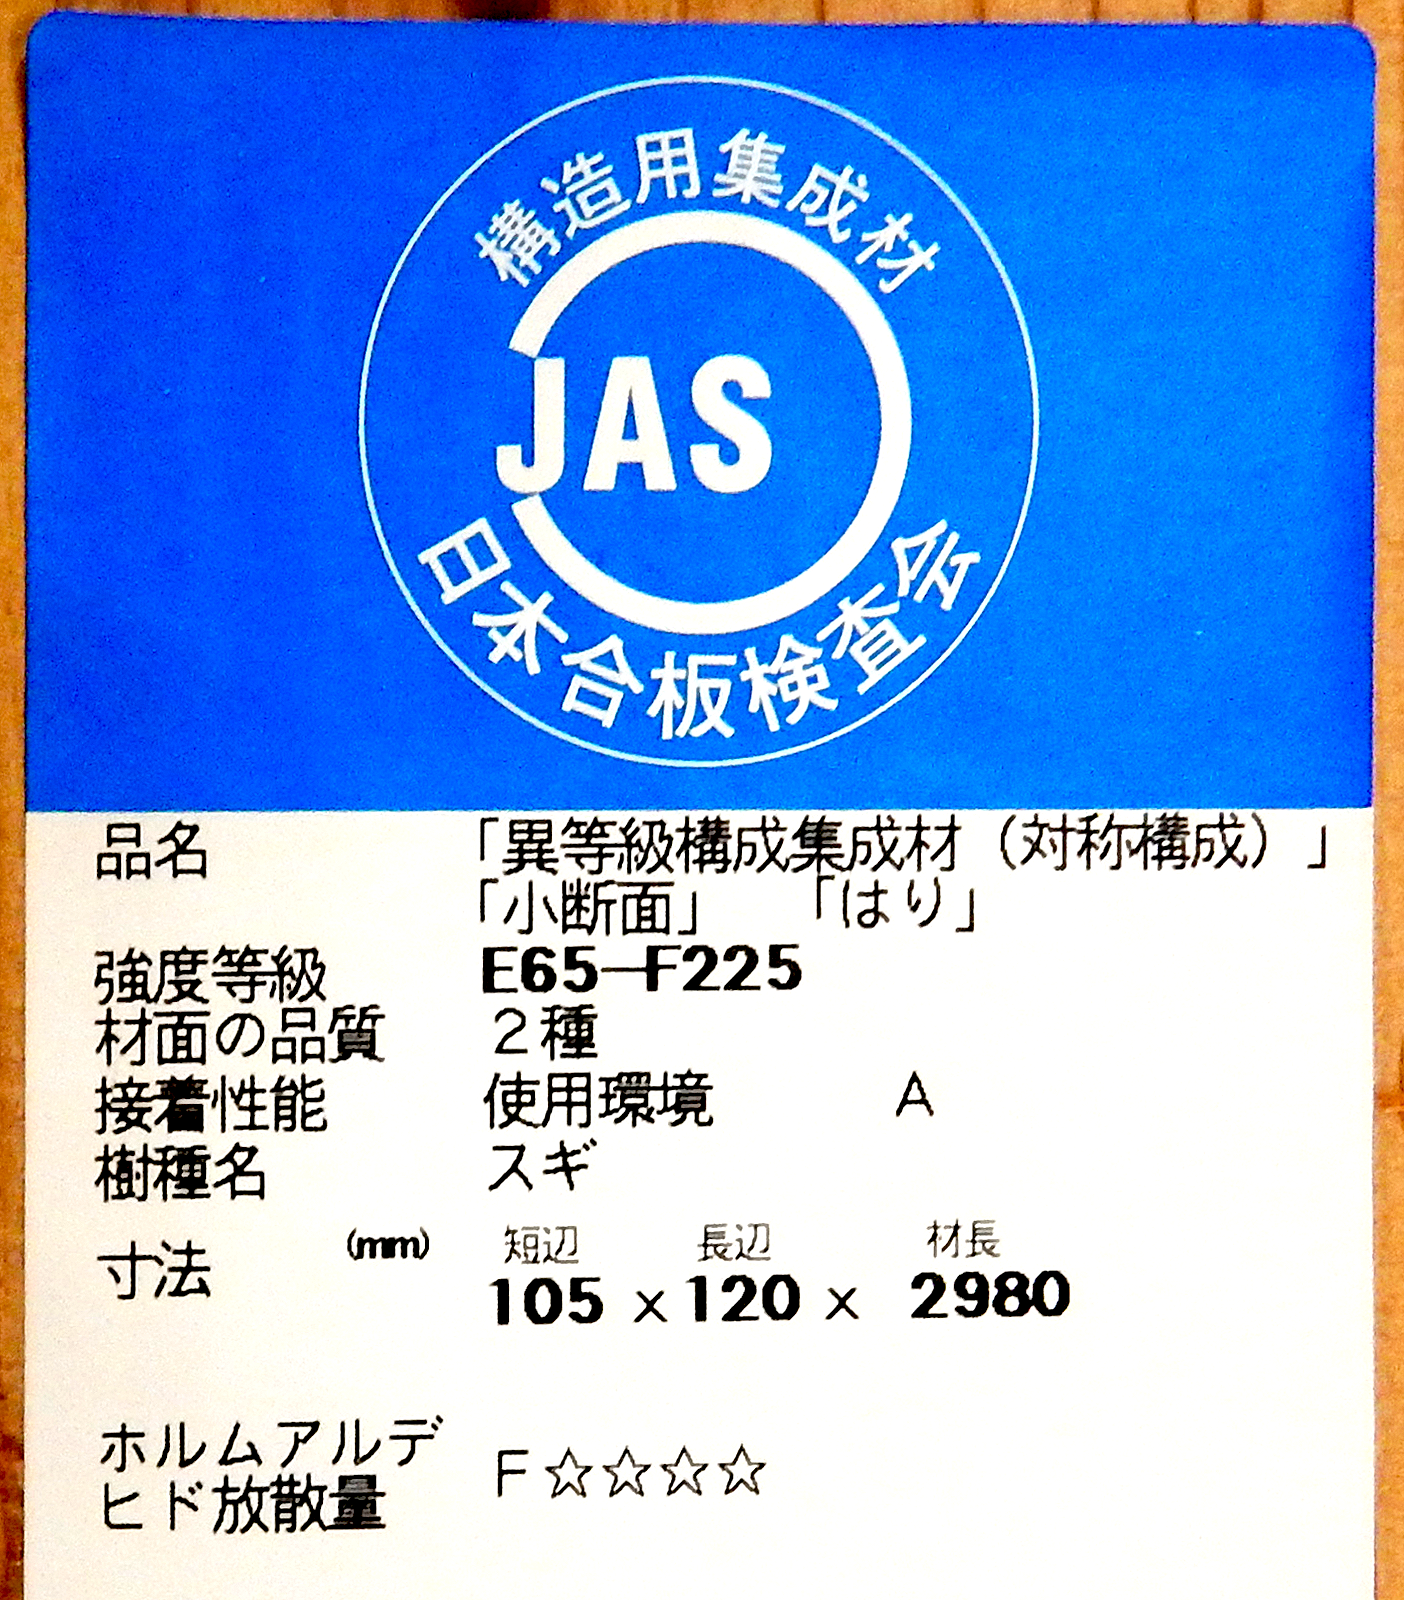 構造用集成材
JAS
日本合板検査会
品名 「異等級構成集成材（対称構成）」
「小断面」 「はり」
強度等級 E65-F225
材面の品質 2種
接着性能 使用環境 A
樹種名 スギ
寸法 (mm) 短辺 長辺 材長
105 x 120 x 2980
ホルムアルデ
ヒド放散量 F☆☆☆☆